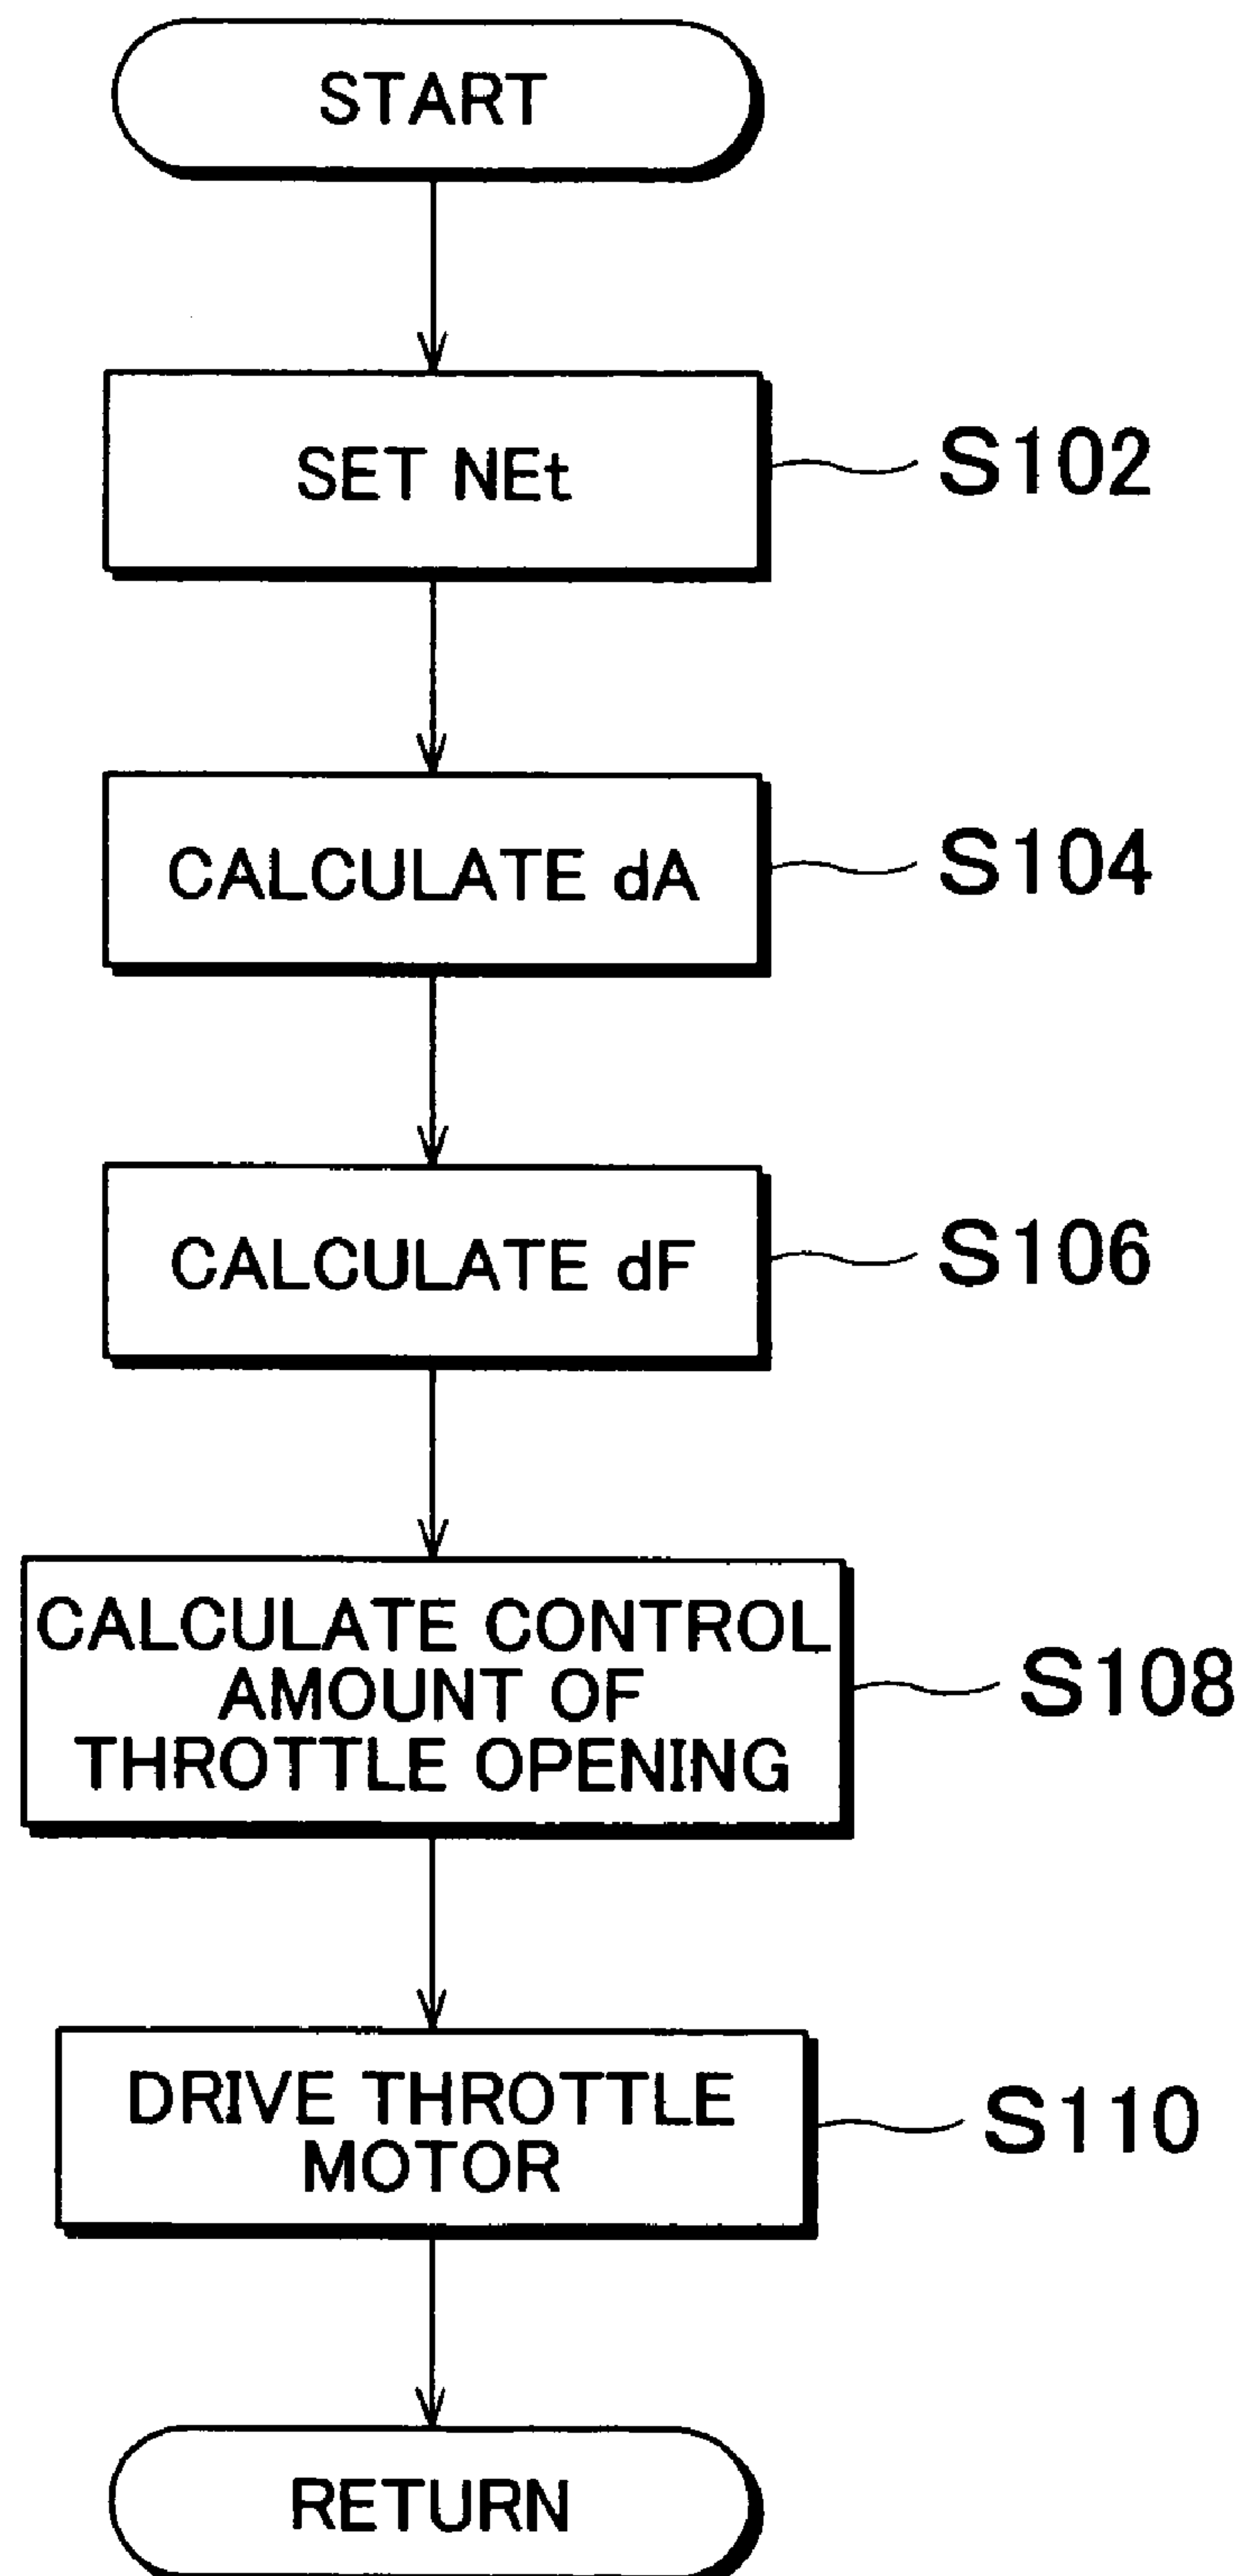 START
SET NEt
S102
CALCULATE dA
S104
CALCULATE dF
S106
CALCULATE CONTROL
AMOUNT OF
THROTTLE OPENING
S108
DRIVE THROTTLE
MOTOR
S110
RETURN